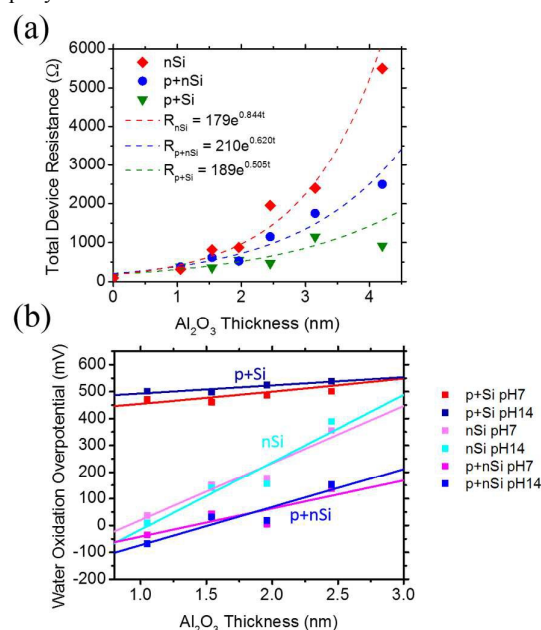 (a)
6000
5000
4000
3000
2000
1000
0
Total Device Resistance (Ω)
nSi
p+nSi
p+Si
R_nSi = 179e^0.844t
R_p+nSi = 210e^0.620t
R_p+Si = 189e^0.505t
0 1 2 3 4
Al₂O₃ Thickness (nm)
(b)
600
500
400
300
200
100
0
-100
-200
Water Oxidation Overpotential (mV)
p+Si
nSi
p+nSi
1.0 1.5 2.0 2.5 3.0
Al₂O₃ Thickness (nm)
p+Si pH7
p+Si pH14
nSi pH7
nSi pH14
p+nSi pH7
p+nSi pH14